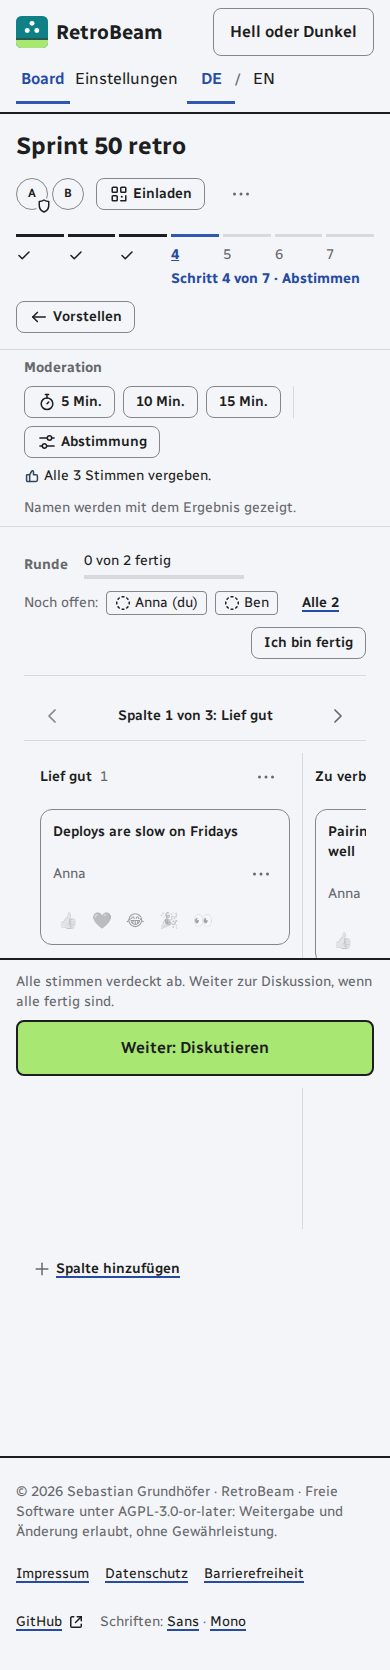 RetroBeam
Hell oder Dunkel
Board Einstellungen DE / EN
Sprint 50 retro
A B Einladen
4 5 6 7
Schritt 4 von 7 · Abstimmen
Vorstellen
Moderation
5 Min. 10 Min. 15 Min.
Abstimmung
Alle 3 Stimmen vergeben.
Namen werden mit dem Ergebnis gezeigt.
Runde 0 von 2 fertig
Noch offen: Anna (du) Ben Alle 2
Ich bin fertig
Spalte 1 von 3: Lief gut
Lief gut 1 Zu verb
Deploys are slow on Fridays Pairin
well
Anna
Anna
Alle stimmen verdeckt ab. Weiter zur Diskussion, wenn
alle fertig sind.
Weiter: Diskutieren
Spalte hinzufügen
© 2026 Sebastian Grundhöfer · RetroBeam · Freie
Software unter AGPL-3.0-or-later: Weitergabe und
Änderung erlaubt, ohne Gewährleistung.
Impressum Datenschutz Barrierefreiheit
GitHub Schriften: Sans · Mono